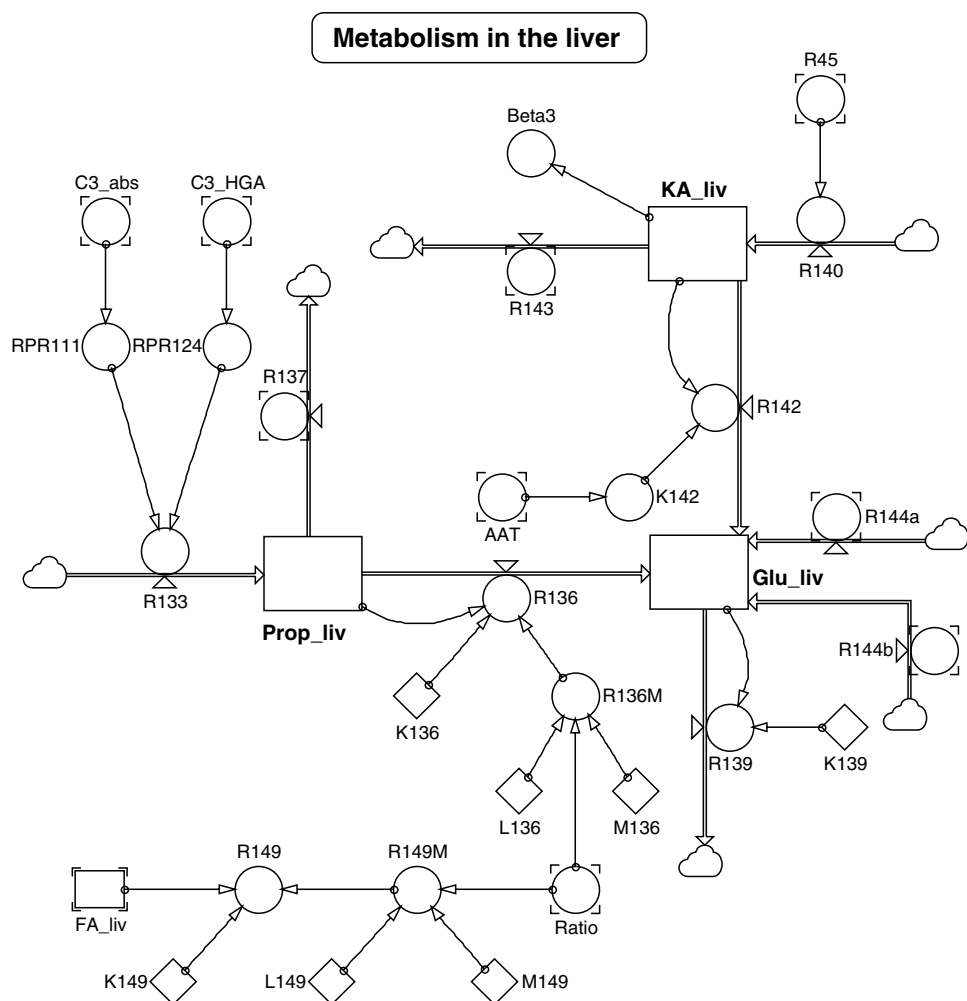 Metabolism in the liver
R45
Beta3
C3_abs
C3_HGA
KA_liv
R140
R143
RPR111
RPR124
R137
R142
AAT
K142
R144a
R133
Prop_liv
R136
Glu_liv
R144b
K136
R136M
R139
K139
L136
M136
R149
R149M
FA_liv
Ratio
K149
L149
M149